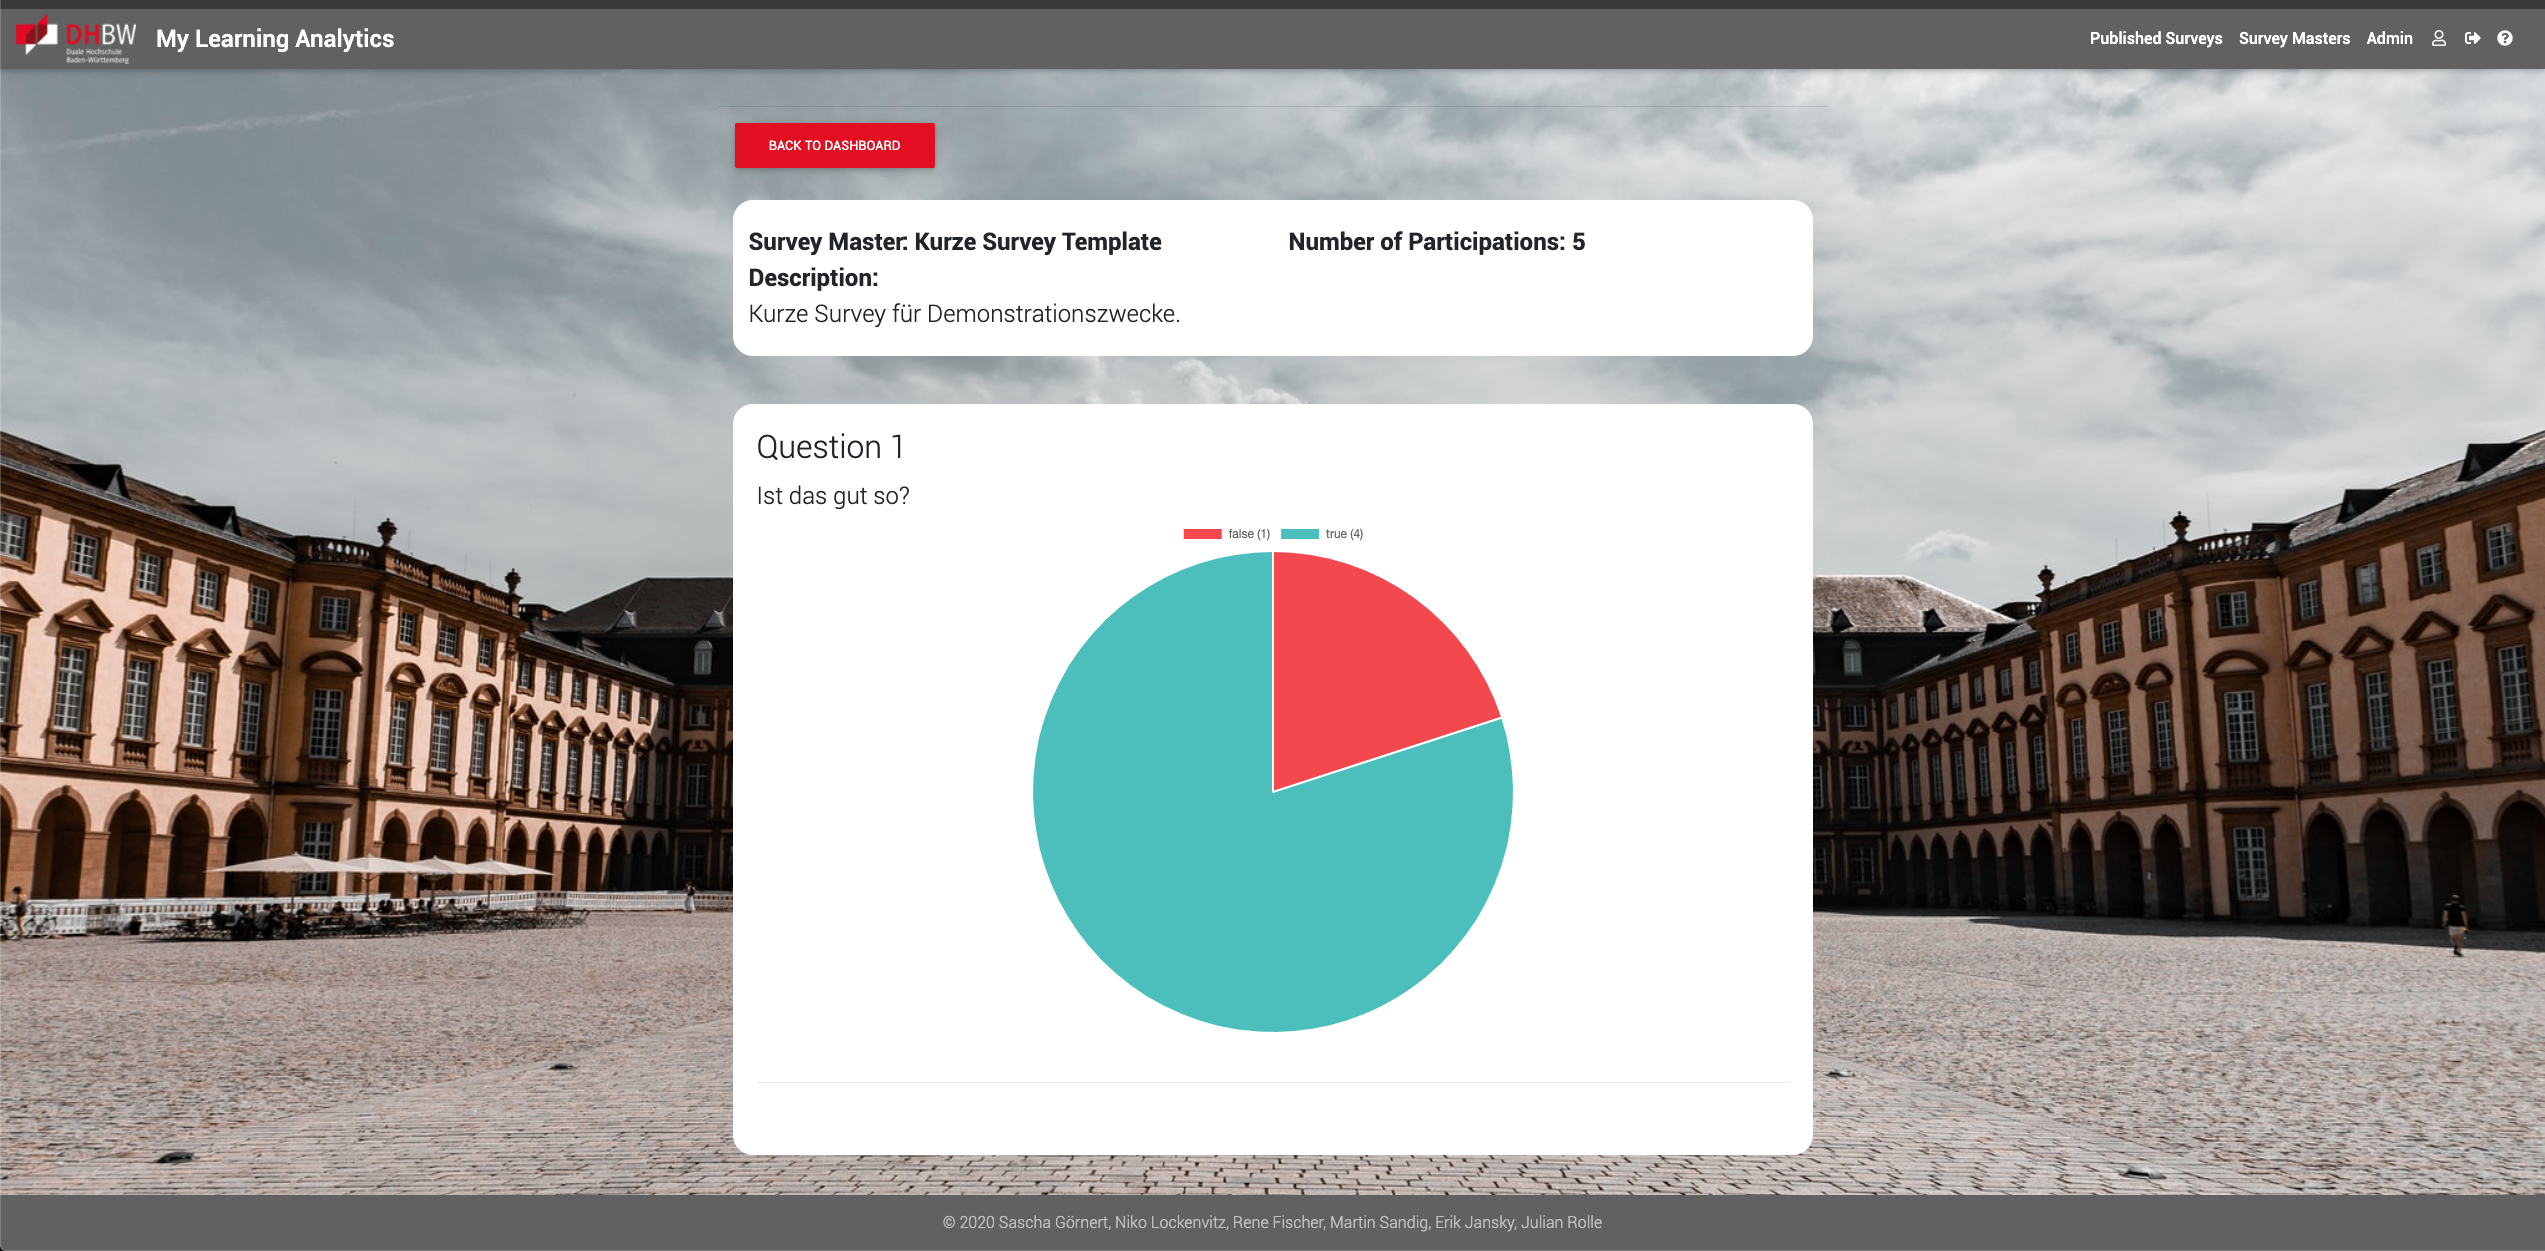 DHBW
Duale Hochschule
Baden-Württemberg
My Learning Analytics
Published Surveys
Survey Masters
Admin
BACK TO DASHBOARD
Survey Master: Kurze Survey Template
Number of Participations: 5
Description:
Kurze Survey für Demonstrationszwecke.
Question 1
Ist das gut so?
false (1)
true (4)
© 2020 Sascha Görnert, Niko Lockenvitz, Rene Fischer, Martin Sandig, Erik Jansky, Julian Rolle